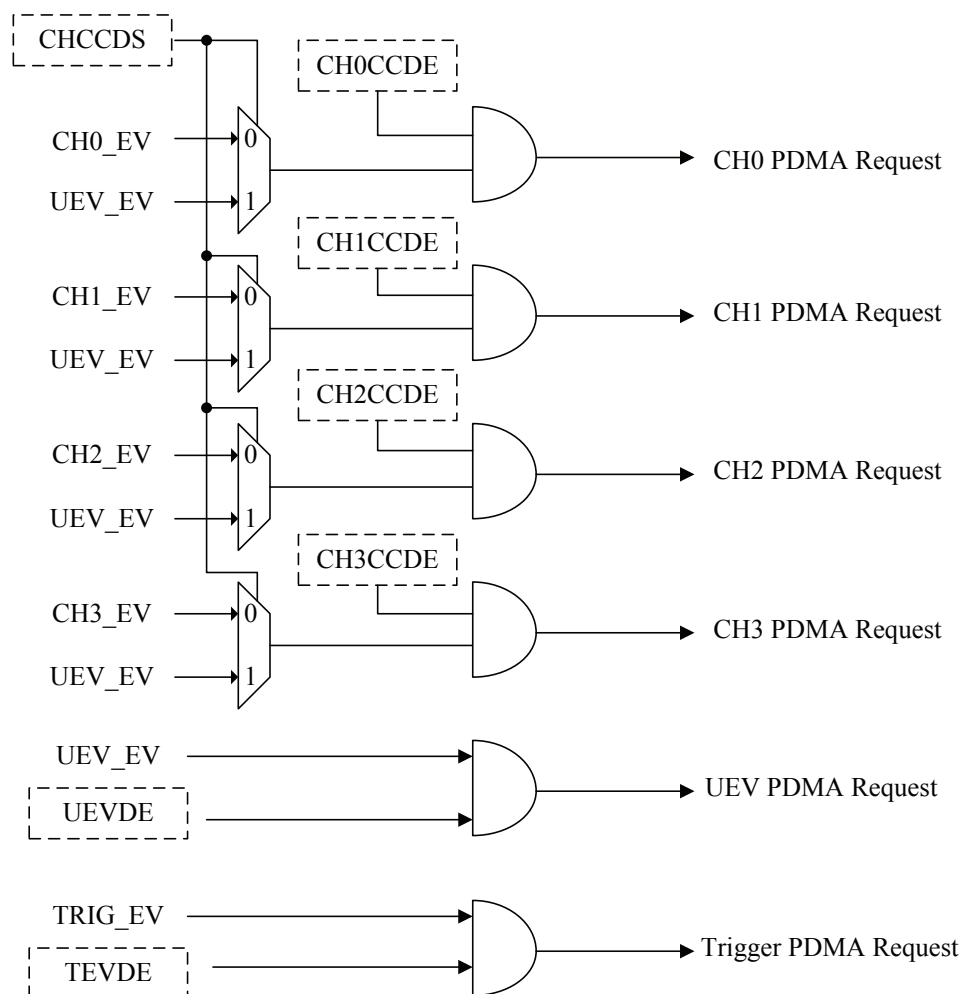 CHCCDS
CH0CCDE
CH0_EV
0
CH0 PDMA Request
UEV_EV
1
CH1CCDE
CH1_EV
0
CH1 PDMA Request
UEV_EV
1
CH2CCDE
CH2_EV
0
CH2 PDMA Request
UEV_EV
1
CH3CCDE
CH3_EV
0
CH3 PDMA Request
UEV_EV
1
UEV_EV
UEV PDMA Request
UEVDE
TRIG_EV
Trigger PDMA Request
TEVDE